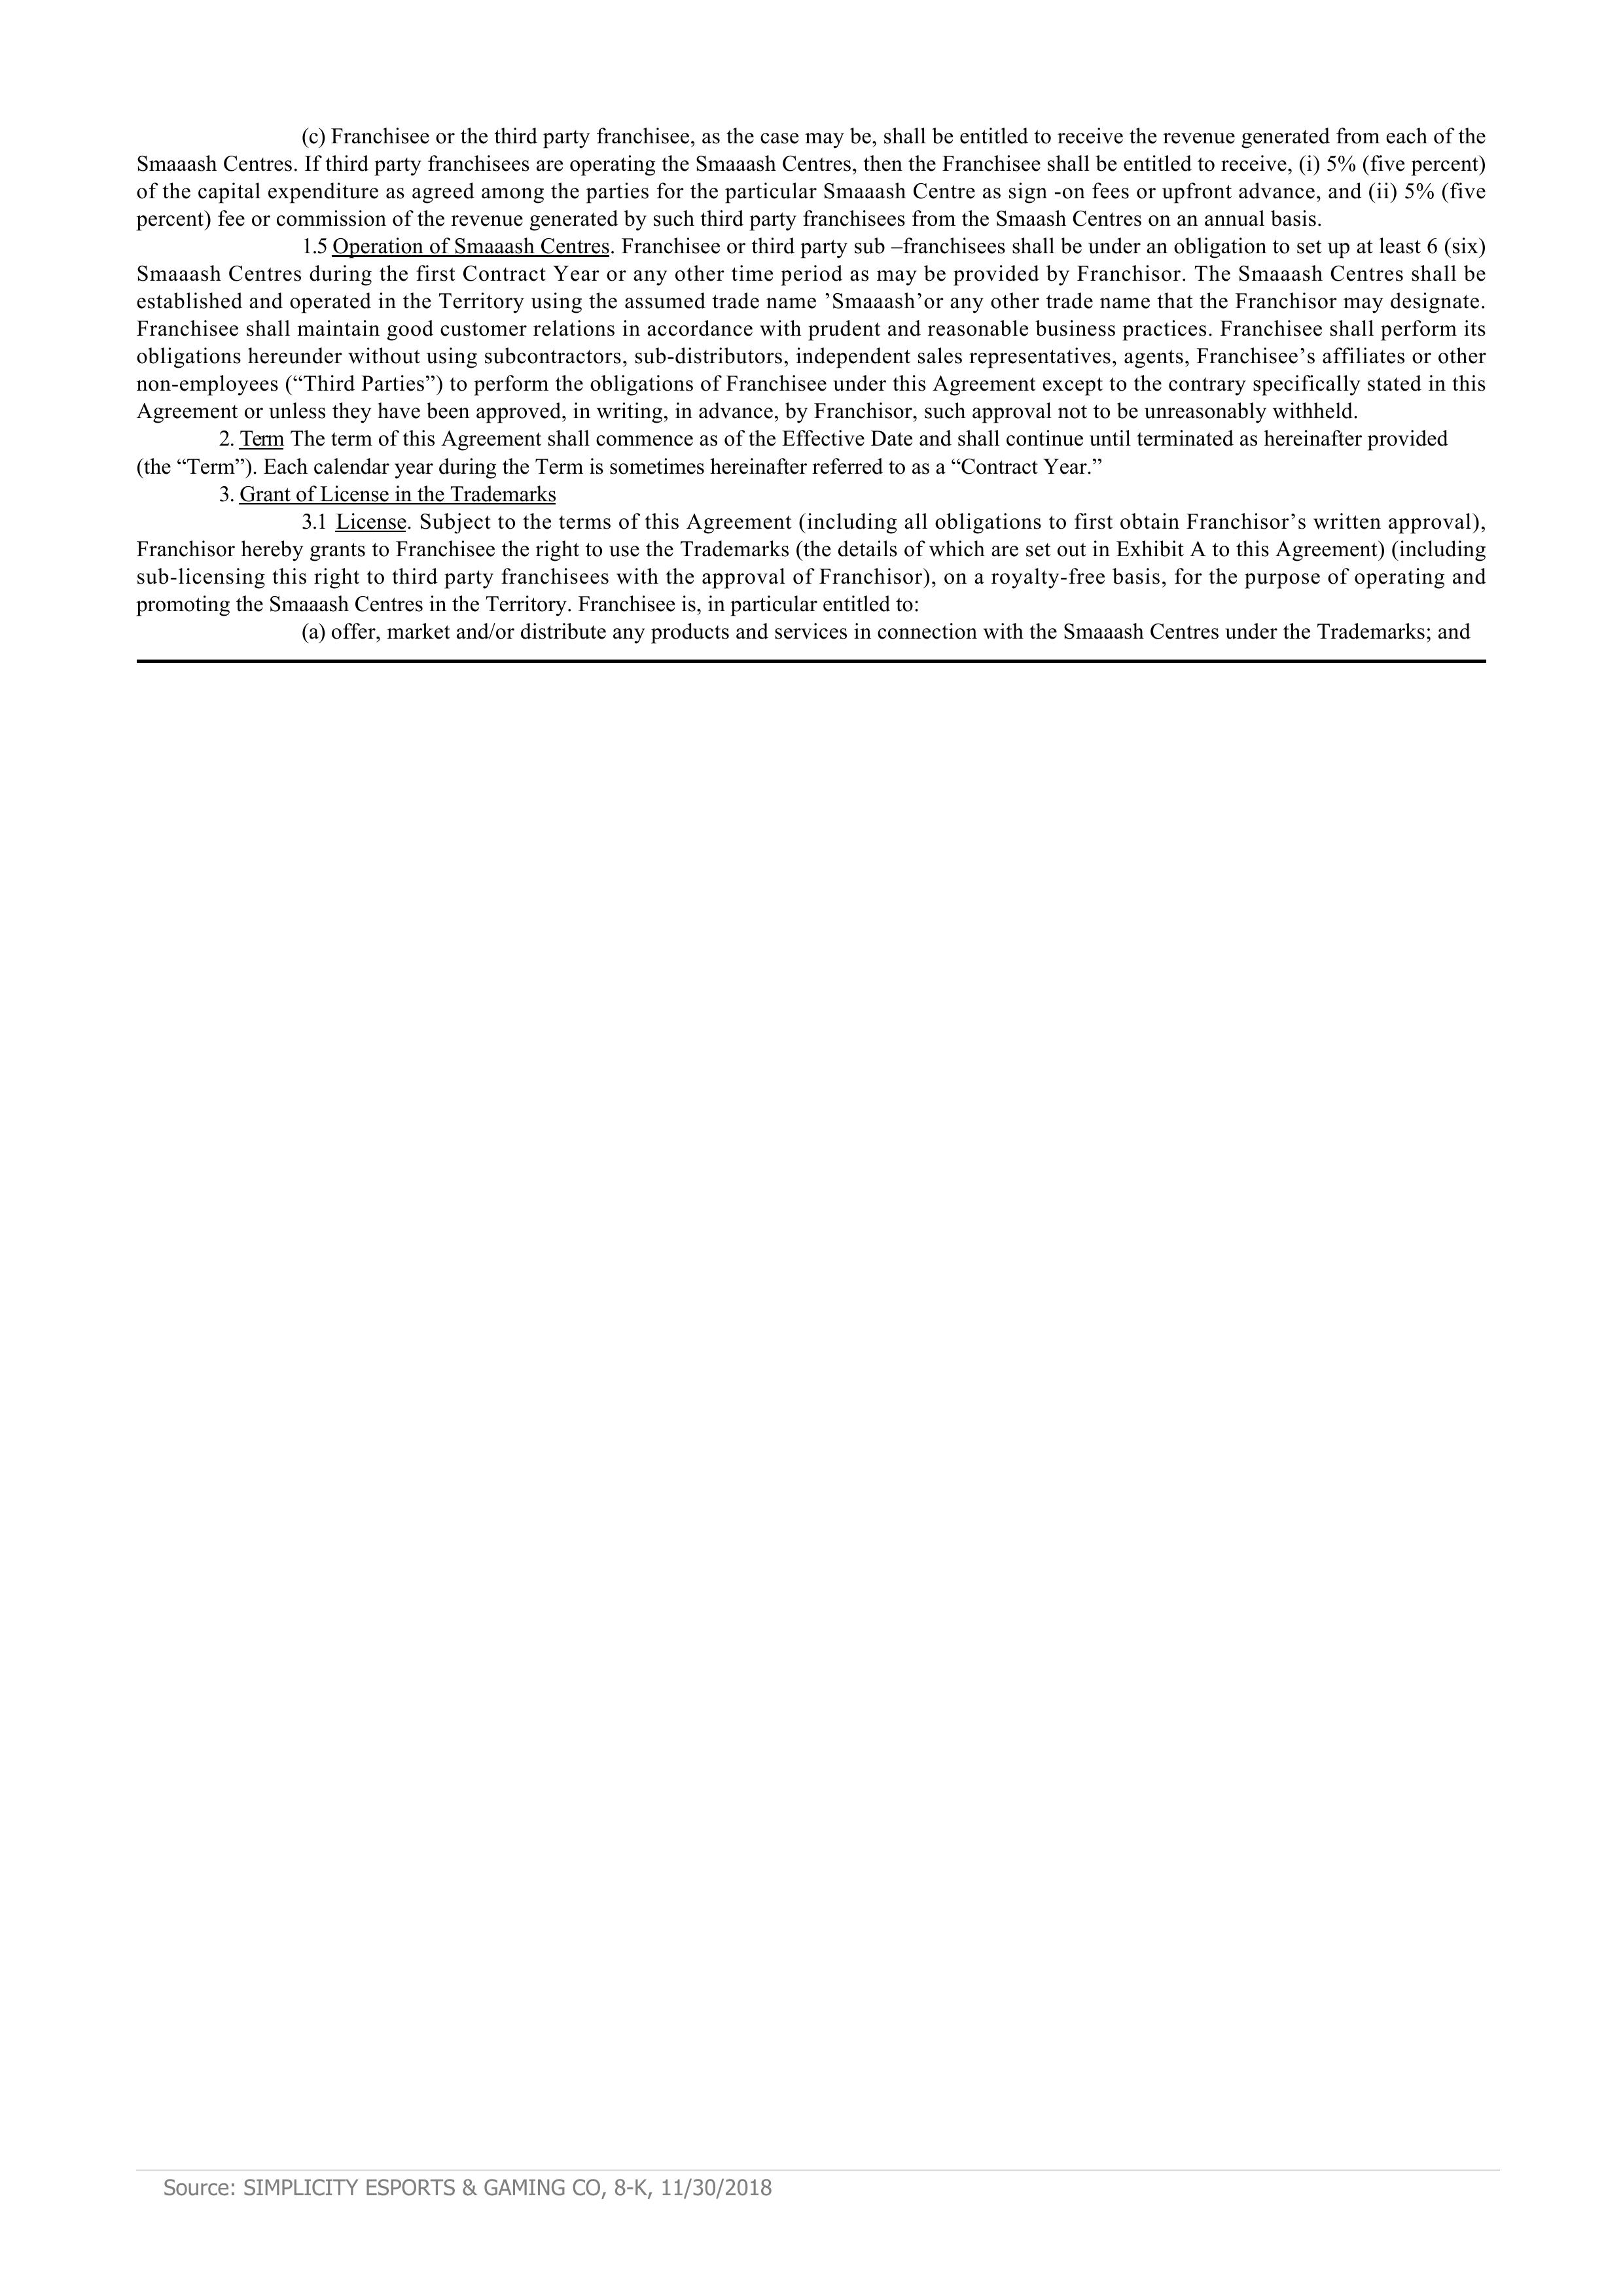 (c) Franchisee or the third party franchisee, as the case may be, shall be entitled to receive the revenue generated from each of the
Smaaash Centres. If third party franchisees are operating the Smaaash Centres, then the Franchisee shall be entitled to receive, (i) 5% (five percent)
of the capital expenditure as agreed among the parties for the particular Smaaash Centre as sign -on fees or upfront advance, and (ii) 5% (five
percent) fee or commission of the revenue generated by such third party franchisees from the Smaash Centres on an annual basis.
1.5 Operation of Smaaash Centres. Franchisee or third party sub –franchisees shall be under an obligation to set up at least 6 (six)
Smaaash Centres during the first Contract Year or any other time period as may be provided by Franchisor. The Smaaash Centres shall be
established and operated in the Territory using the assumed trade name ’Smaaash’or any other trade name that the Franchisor may designate.
Franchisee shall maintain good customer relations in accordance with prudent and reasonable business practices. Franchisee shall perform its
obligations hereunder without using subcontractors, sub-distributors, independent sales representatives, agents, Franchisee’s affiliates or other
non-employees (“Third Parties”) to perform the obligations of Franchisee under this Agreement except to the contrary specifically stated in this
Agreement or unless they have been approved, in writing, in advance, by Franchisor, such approval not to be unreasonably withheld.
2. Term The term of this Agreement shall commence as of the Effective Date and shall continue until terminated as hereinafter provided
(the “Term”). Each calendar year during the Term is sometimes hereinafter referred to as a “Contract Year.”
3. Grant of License in the Trademarks
3.1 License. Subject to the terms of this Agreement (including all obligations to first obtain Franchisor’s written approval),
Franchisor hereby grants to Franchisee the right to use the Trademarks (the details of which are set out in Exhibit A to this Agreement) (including
sub-licensing this right to third party franchisees with the approval of Franchisor), on a royalty-free basis, for the purpose of operating and
promoting the Smaaash Centres in the Territory. Franchisee is, in particular entitled to:
(a) offer, market and/or distribute any products and services in connection with the Smaaash Centres under the Trademarks; and
Source: SIMPLICITY ESPORTS & GAMING CO, 8-K, 11/30/2018